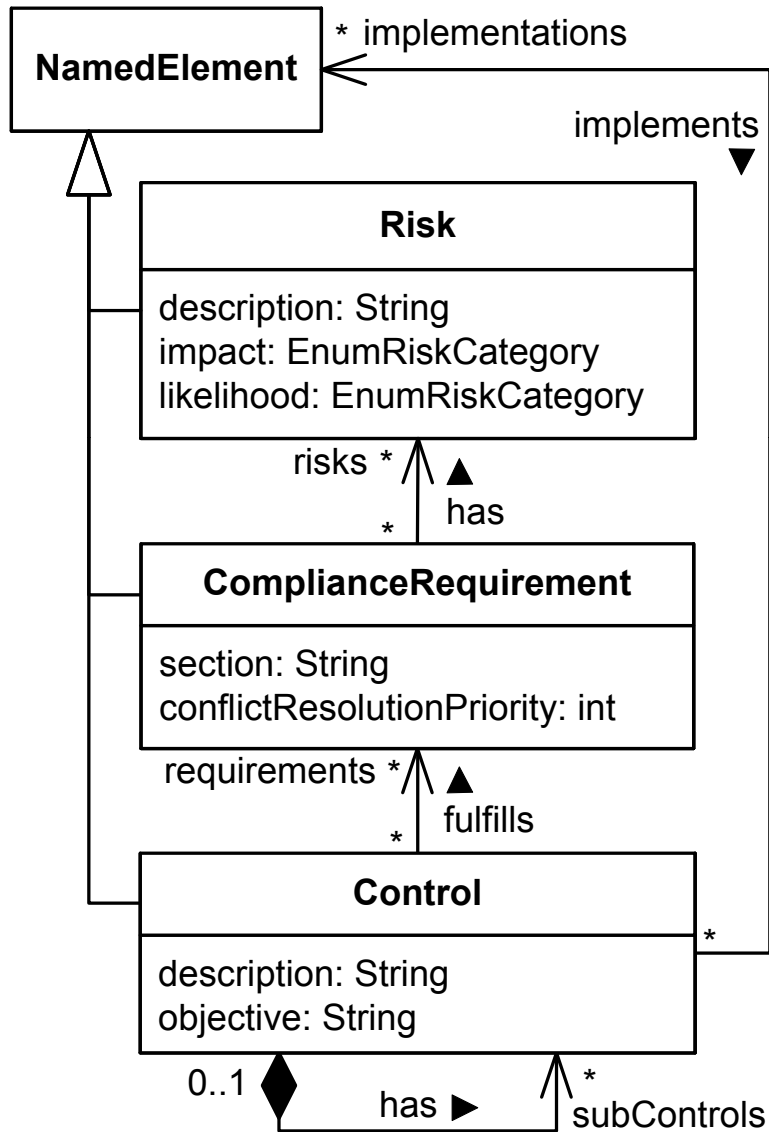 * implementations
NamedElement
implements
▼
Risk
description: String
impact: EnumRiskCategory
likelihood: EnumRiskCategory
risks *
▲
has
*
ComplianceRequirement
section: String
conflictResolutionPriority: int
requirements *
▲
fulfills
*
Control
*
description: String
objective: String
0..1
*
has ►
subControls